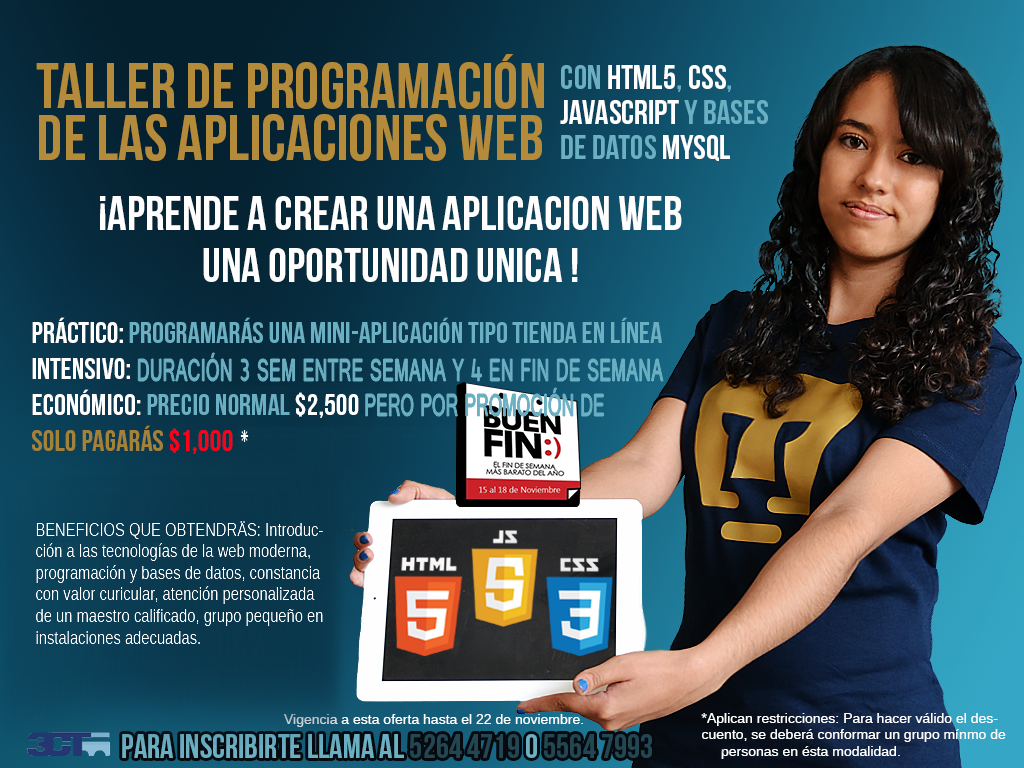 TALLER DE PROGRAMACIÓN
DE LAS APLICACIONES WEB
CON HTML5, CSS,
JAVASCRIPT Y BASES
DE DATOS MYSQL
¡APRENDE A CREAR UNA APLICACION WEB
UNA OPORTUNIDAD UNICA !
PRÁCTICO: PROGRAMARÁS UNA MINI-APLICACIÓN TIPO TIENDA EN LÍNEA
INTENSIVO: DURACIÓN 3 SEM ENTRE SEMANA Y 4 EN FIN DE SEMANA
ECONÓMICO: PRECIO NORMAL $2,500 PERO POR PROMOCIÓN DE
SOLO PAGARÁS $1,000 *
BUEN
FIN:)
EL FIN DE SEMANA
MÁS BARATO DEL AÑO
15 al 18 de Noviembre
BENEFICIOS QUE OBTENDRÄS: Introduc-
ción a las tecnologías de la web moderna,
programación y bases de datos, constancia
con valor curicular, atención personalizada
de un maestro calificado, grupo pequeño en
instalaciones adecuadas.
JS
HTML
CSS
5
5
3
Vigencia a esta oferta hasta el 22 de noviembre.
*Aplican restricciones: Para hacer válido el des-
cuento, se deberá conformar un grupo mínmo de
personas en ésta modalidad.
3CT
PARA INSCRIBIRTE LLAMA AL 5264 4719 O 5564 7993